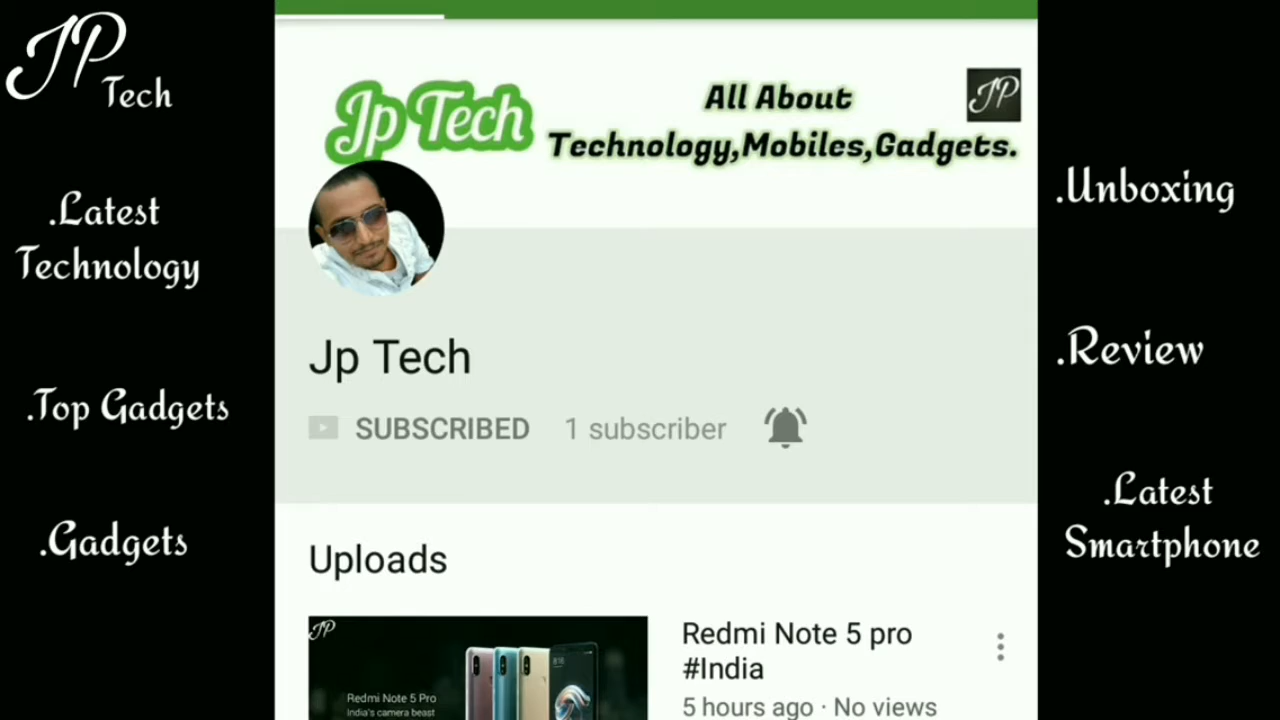 JP
Tech
.Latest
Technology
.Top Gadgets
.Gadgets
Jp Tech
All About
Technology,Mobiles,Gadgets.
JP
Jp Tech
SUBSCRIBED 1 subscriber
Uploads
JP
Redmi Note 5 Pro
India's camera beast
Redmi Note 5 pro
#India
5 hours ago · No views
.Unboxing
.Review
.Latest
Smartphone